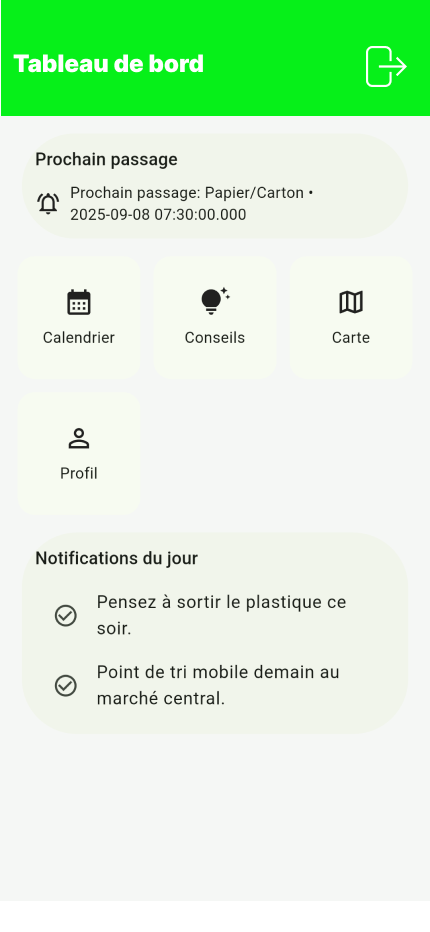 Tableau de bord
Prochain passage
Prochain passage: Papier/Carton •
2025-09-08 07:30:00.000
Calendrier
Conseils
Carte
Profil
Notifications du jour
Pensez à sortir le plastique ce
soir.
Point de tri mobile demain au
marché central.